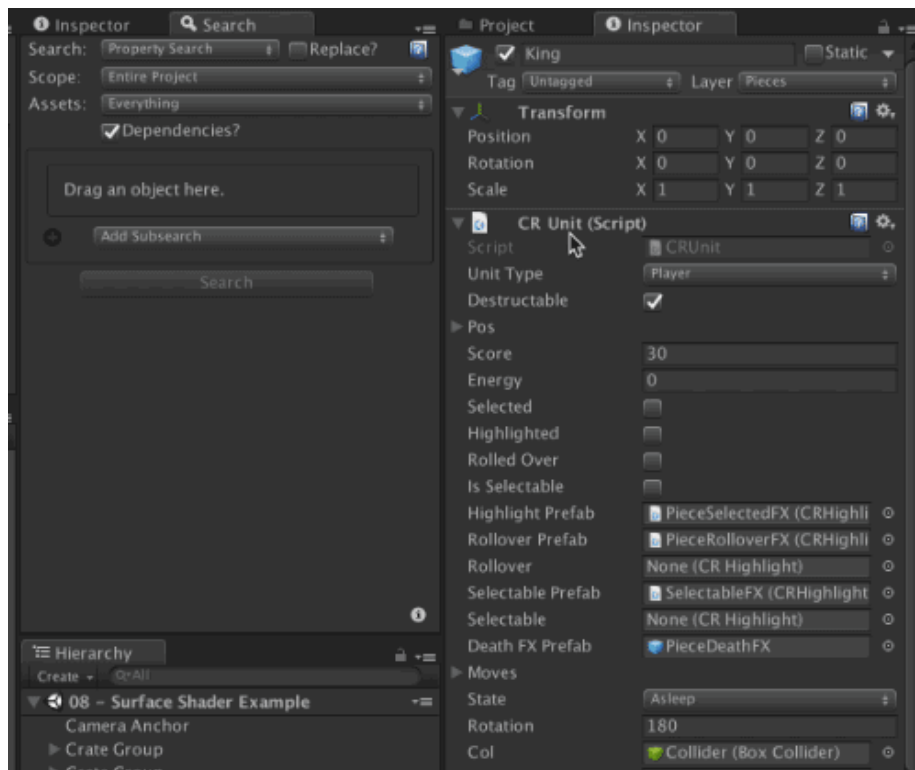 Inspector
Search
Search: Property Search Replace?
Scope: Entire Project
Assets: Everything
Dependencies?
Drag an object here.
Add Subsearch
Search
Hierarchy
Create All
08 - Surface Shader Example
Camera Anchor
Crate Group
Project
Inspector
King Static
Tag Untagged Layer Pieces
Transform
Position X 0 Y 0 Z 0
Rotation X 0 Y 0 Z 0
Scale X 1 Y 1 Z 1
CR Unit (Script)
Script CRUnit
Unit Type Player
Destructable
Pos
Score 30
Energy 0
Selected
Highlighted
Rolled Over
Is Selectable
Highlight Prefab PieceSelectedFX (CRHighli
Rollover Prefab PieceRolloverFX (CRHighli
Rollover None (CR Highlight)
Selectable Prefab SelectableFX (CRHighlight
Selectable None (CR Highlight)
Death FX Prefab PieceDeathFX
Moves
State Asleep
Rotation 180
Col Collider (Box Collider)